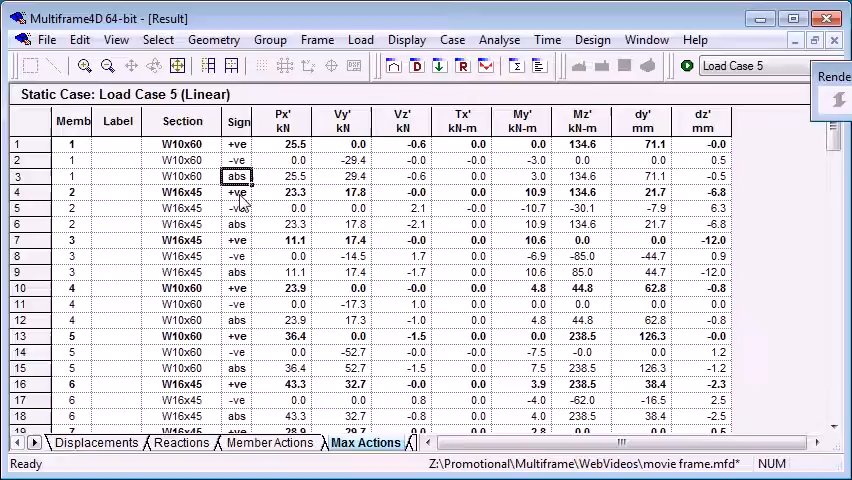 Multiframe4D 64-bit - [Result]
File Edit View Select Geometry Group Frame Load Display Case Analyse Time Design Window Help
Load Case 5
Rende
Static Case: Load Case 5 (Linear)
Memb Label Section Sign Px' kN Vy' kN Vz' kN Tx' kN-m My' kN-m Mz' kN-m dy' mm dz' mm
1 1 W10x60 +ve 25.5 0.0 -0.6 0.0 0.0 134.6 71.1 -0.0
2 1 W10x60 -ve 0.0 -29.4 -0.0 0.0 -3.0 0.0 0.0 0.5
3 1 W10x60 abs 25.5 29.4 -0.6 0.0 3.0 134.6 71.1 -0.5
4 2 W16x45 +ve 23.3 17.8 -0.0 0.0 10.9 134.6 21.7 -6.8
5 2 W16x45 -ve 0.0 0.0 2.1 0.0 -10.7 -30.1 -7.9 6.3
6 2 W16x45 abs 23.3 17.8 -2.1 0.0 10.9 134.6 21.7 -6.8
7 3 W16x45 +ve 11.1 17.4 -0.0 0.0 10.6 0.0 0.0 -12.0
8 3 W16x45 -ve 0.0 -14.5 1.7 0.0 -6.9 -85.0 -44.7 0.9
9 3 W16x45 abs 11.1 17.4 -1.7 0.0 10.6 85.0 44.7 -12.0
10 4 W10x60 +ve 23.9 0.0 -0.0 0.0 4.8 44.8 62.8 -0.8
11 4 W10x60 -ve 0.0 -17.3 1.0 0.0 0.0 0.0 0.0 0.0
12 4 W10x60 abs 23.9 17.3 -1.0 0.0 4.8 44.8 62.8 -0.8
13 5 W10x60 +ve 36.4 0.0 -1.5 0.0 0.0 238.5 126.3 -0.0
14 5 W10x60 -ve 0.0 -52.7 -0.0 0.0 -7.5 -0.0 0.0 1.2
15 5 W10x60 abs 36.4 52.7 -1.5 0.0 7.5 238.5 126.3 -1.2
16 6 W16x45 +ve 43.3 32.7 -0.0 0.0 3.9 238.5 38.4 -2.3
17 6 W16x45 -ve 0.0 0.0 0.8 0.0 -4.0 -62.0 -16.5 2.5
18 6 W16x45 abs 43.3 32.7 -0.8 0.0 4.0 238.5 38.4 -2.5
19 7 W16x45 +ve 28.9 29.7 -0.0 0.0 2.8 0.0 0.0 0.5
Displacements Reactions Member Actions Max Actions
Ready Z:\Promotional\Multiframe\WebVideos\movie frame.mfd* NUM